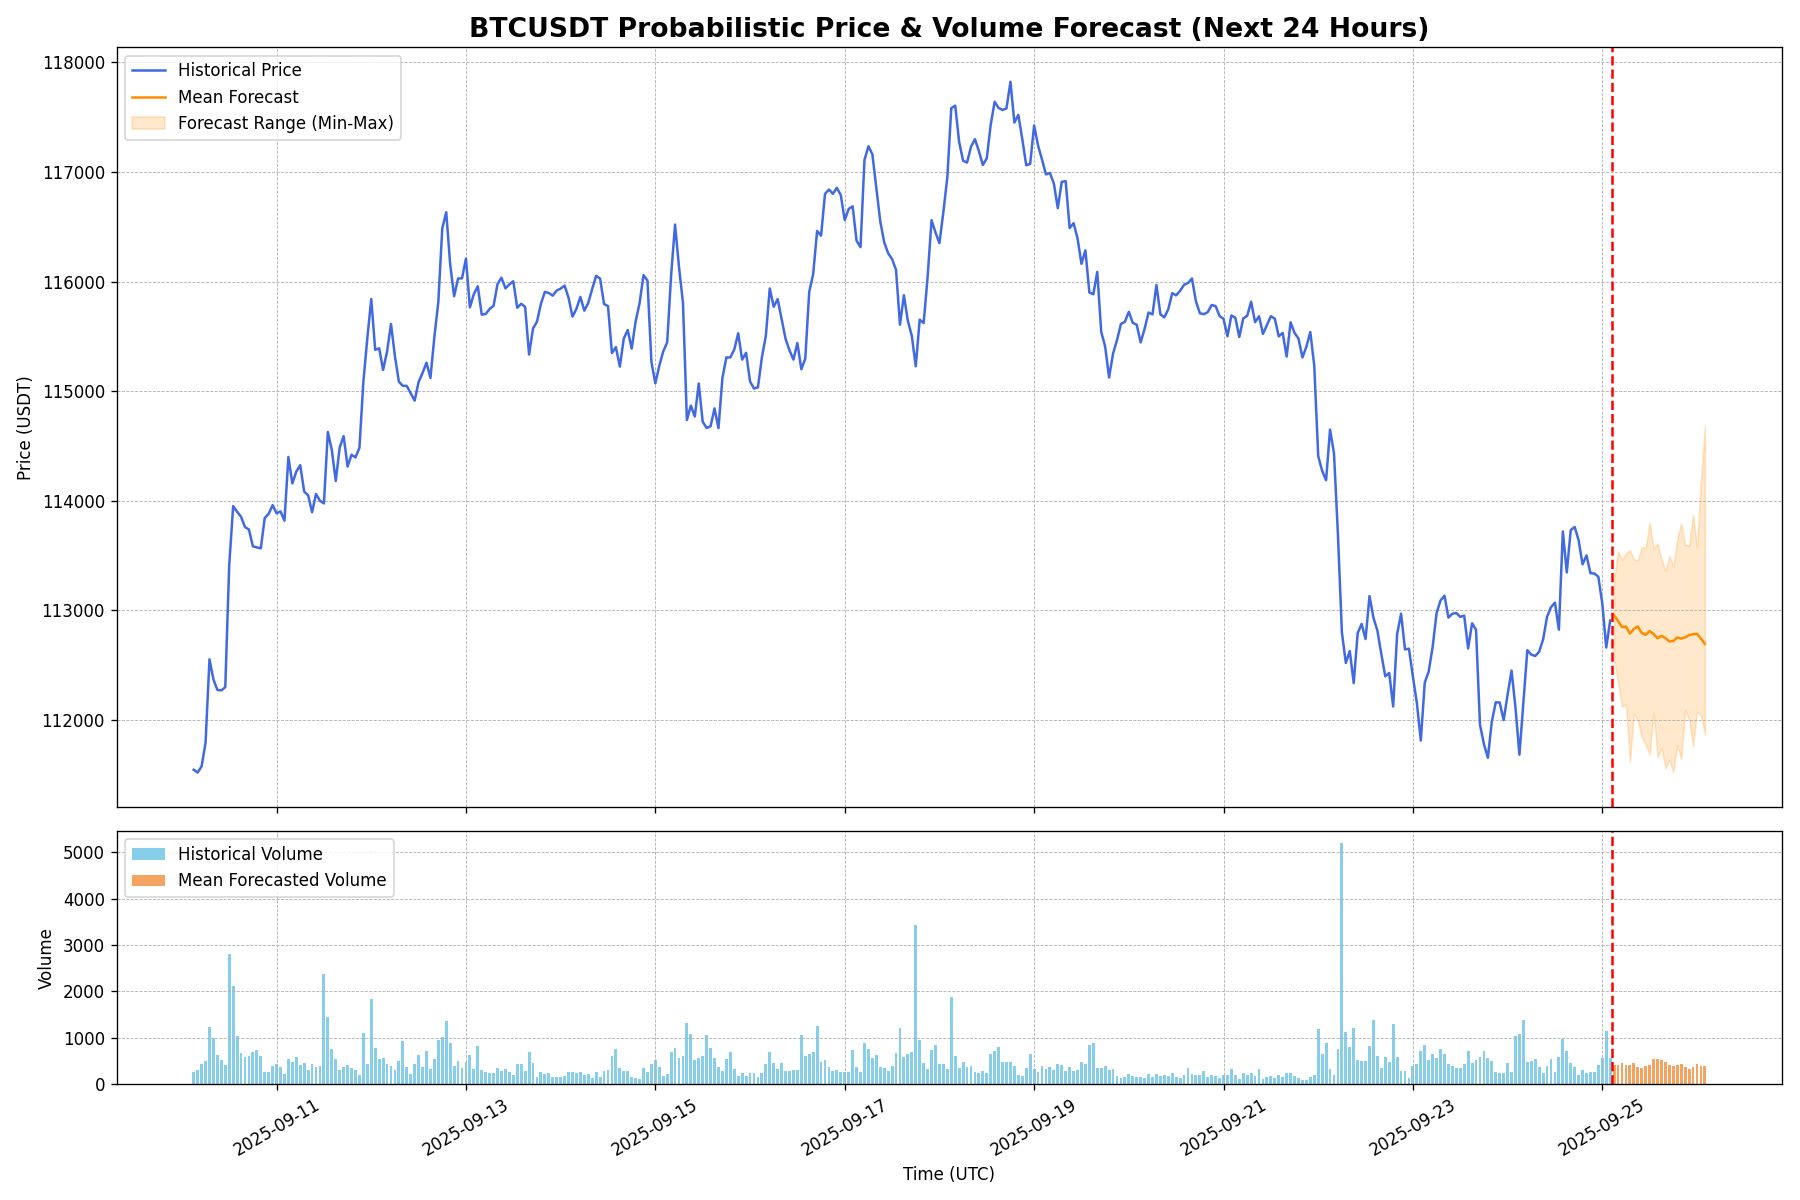 BTCUSDT Probabilistic Price & Volume Forecast (Next 24 Hours)
Historical Price
Mean Forecast
Forecast Range (Min-Max)
118000
117000
116000
115000
114000
113000
112000
Price (USDT)
Historical Volume
Mean Forecasted Volume
5000
4000
3000
2000
1000
0
Volume
2025-09-11
2025-09-13
2025-09-15
2025-09-17
2025-09-19
2025-09-21
2025-09-23
2025-09-25
Time (UTC)